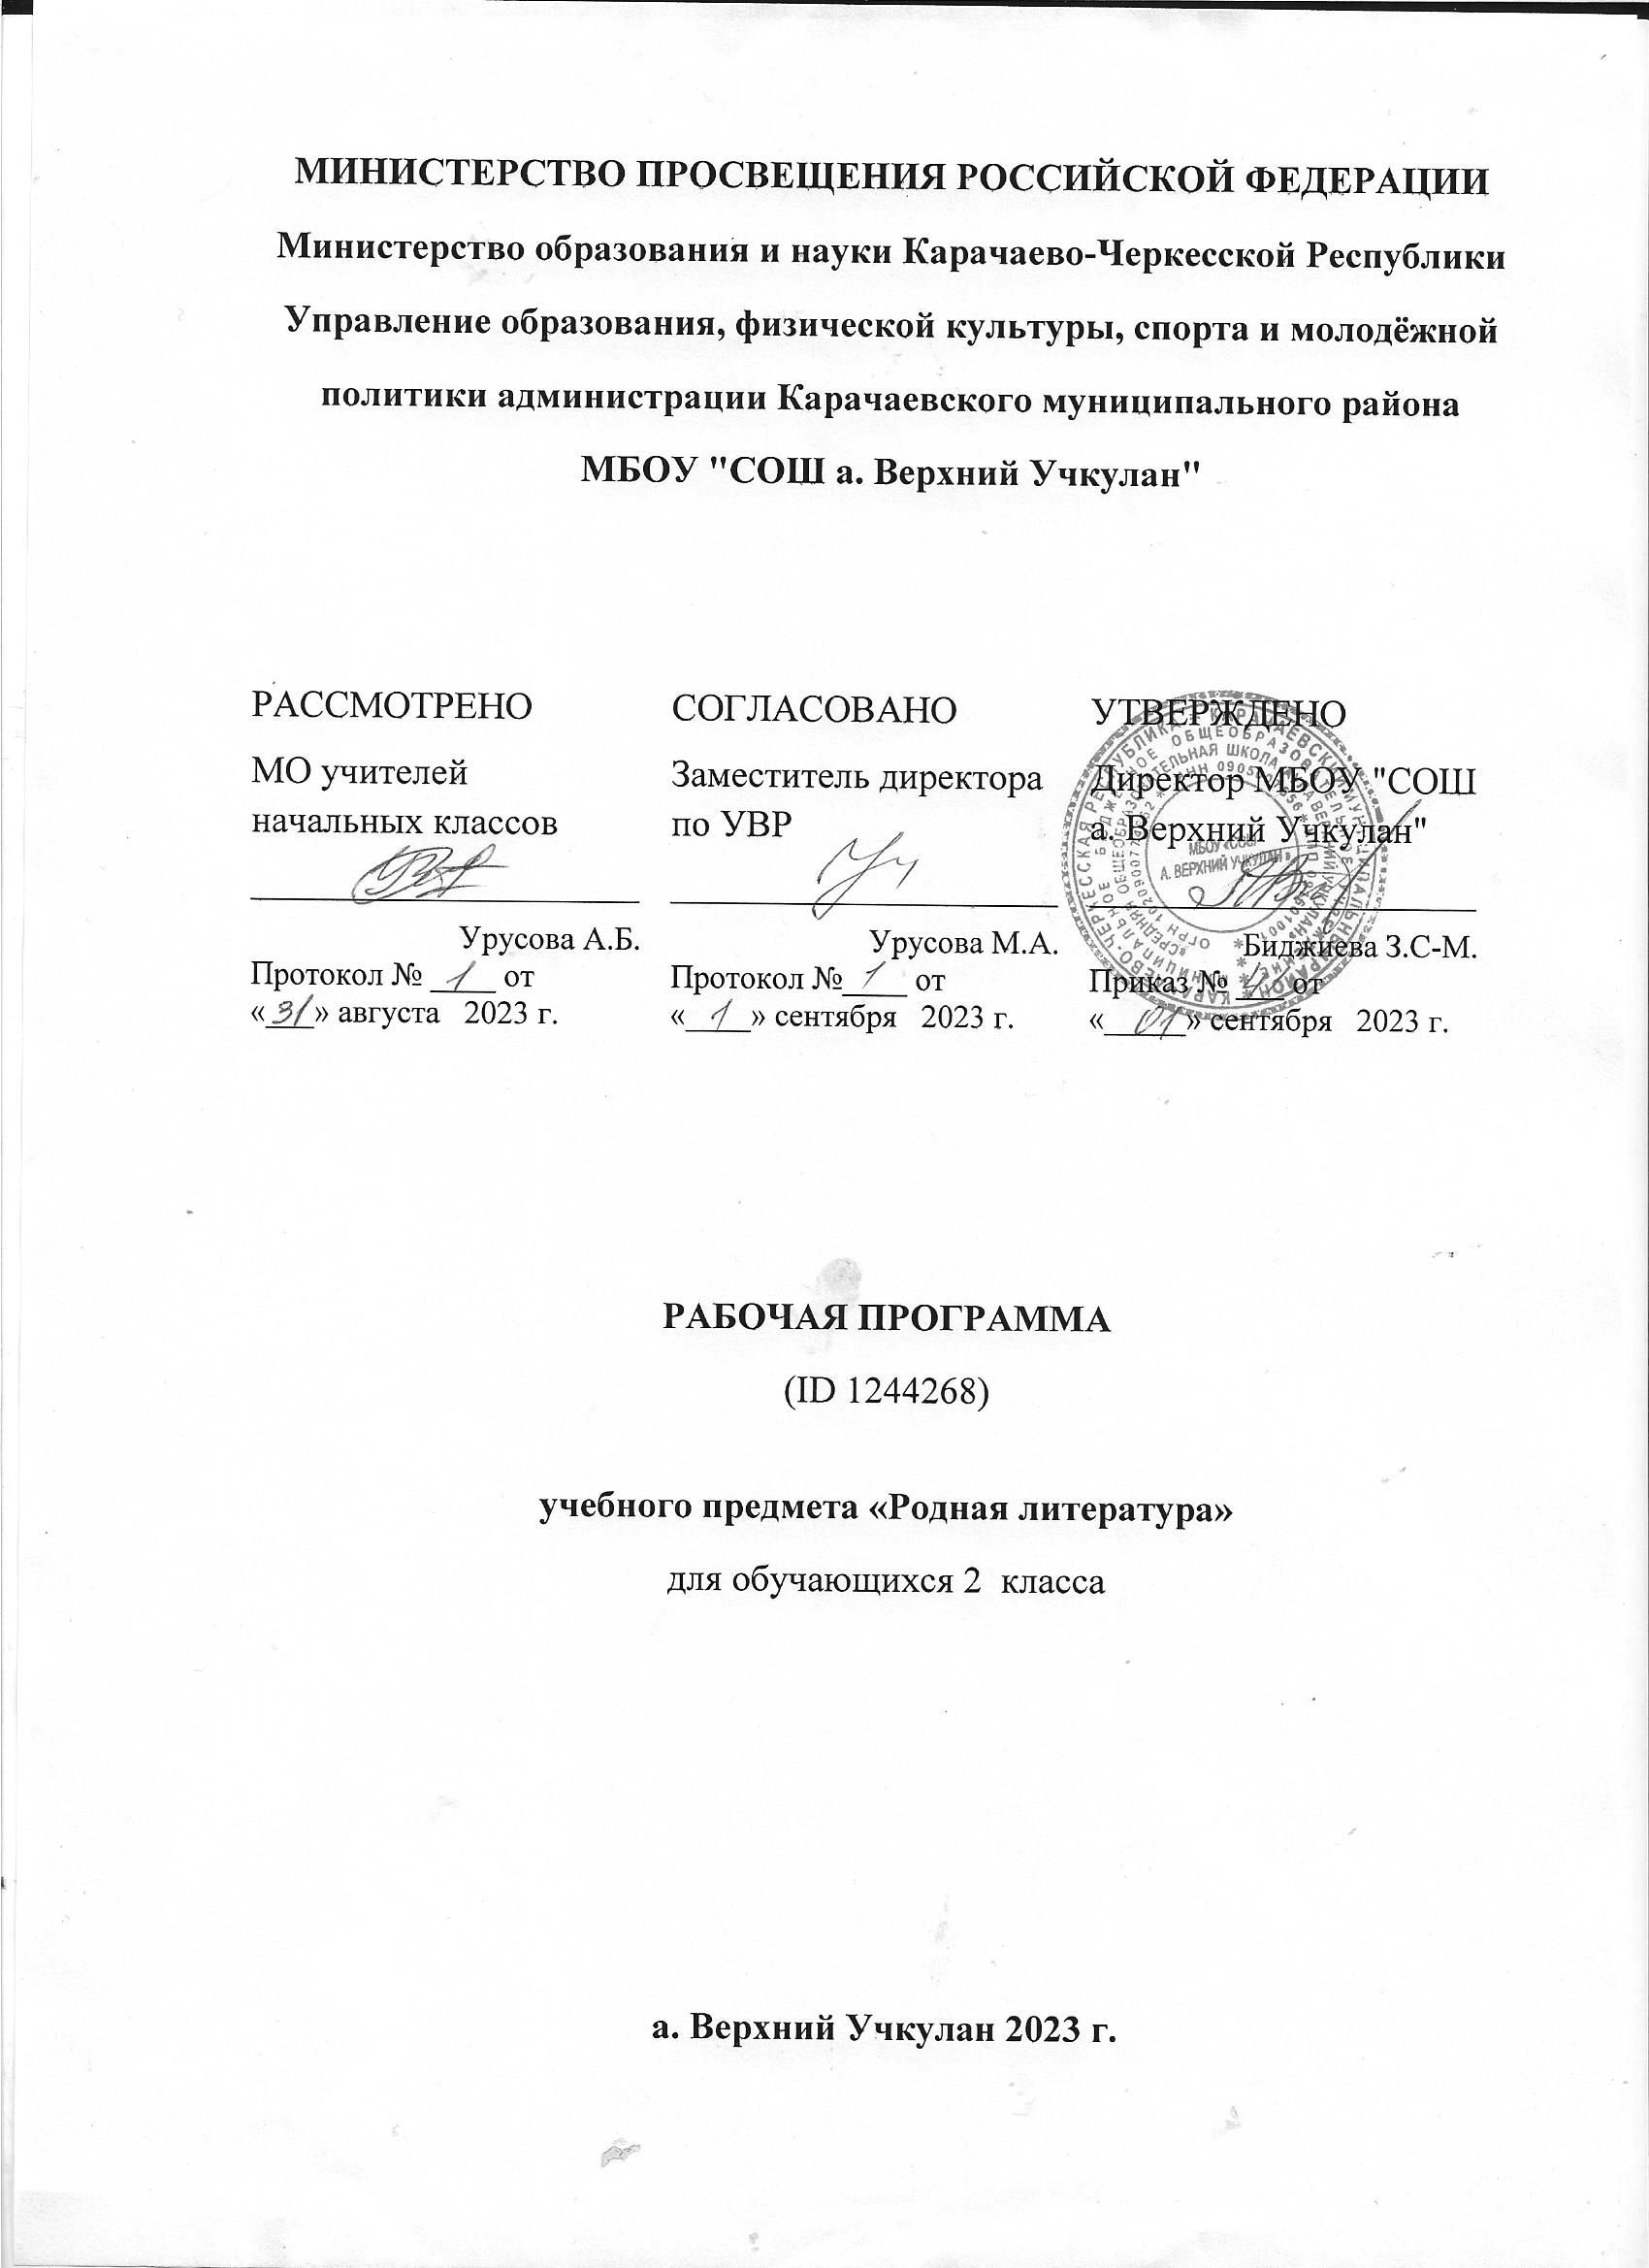 МИНИСТЕРСТВО ПРОСВЕЩЕНИЯ РОССИЙСКОЙ ФЕДЕРАЦИИ
Министерство образования и науки Карачаево-Черкесской Республики
Управление образования, физической культуры, спорта и молодёжной
политики администрации Карачаевского муниципального района
МБОУ "СОШ а. Верхний Учкулан"
РАССМОТРЕНО
МО учителей
начальных классов
Урусова А.Б.
Протокол № 1 от
«31» августа 2023 г.
СОГЛАСОВАНО
Заместитель директора
по УВР
Урусова М.А.
Протокол № 1 от
«1» сентября 2023 г.
УТВЕРЖДЕНО
Директор МБОУ "СОШ
а. Верхний Учкулан"
Биджиева З.С-М.
Приказ № от
«01» сентября 2023 г.
МБОУ «СОШ
А. ВЕРХНИЙ УЧКУЛАН»
РАБОЧАЯ ПРОГРАММА
(ID 1244268)
учебного предмета «Родная литература»
для обучающихся 2 класса
а. Верхний Учкулан 2023 г.